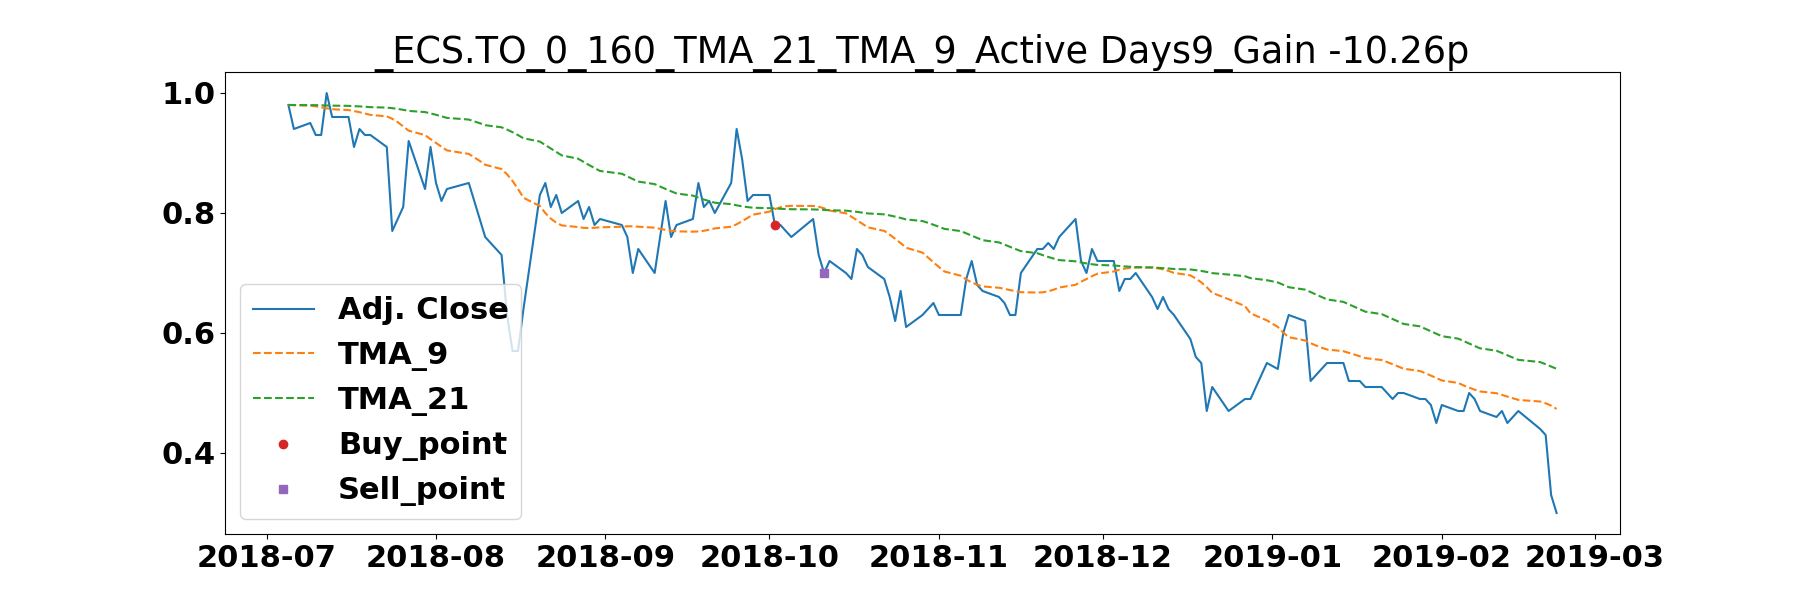 _ECS.TO_0_160_TMA_21_TMA_9_Active Days9_Gain -10.26p
1.0
0.8
0.6
0.4
Adj. Close
TMA_9
TMA_21
Buy_point
Sell_point
2018-07 2018-08 2018-09 2018-10 2018-11 2018-12 2019-01 2019-02 2019-03